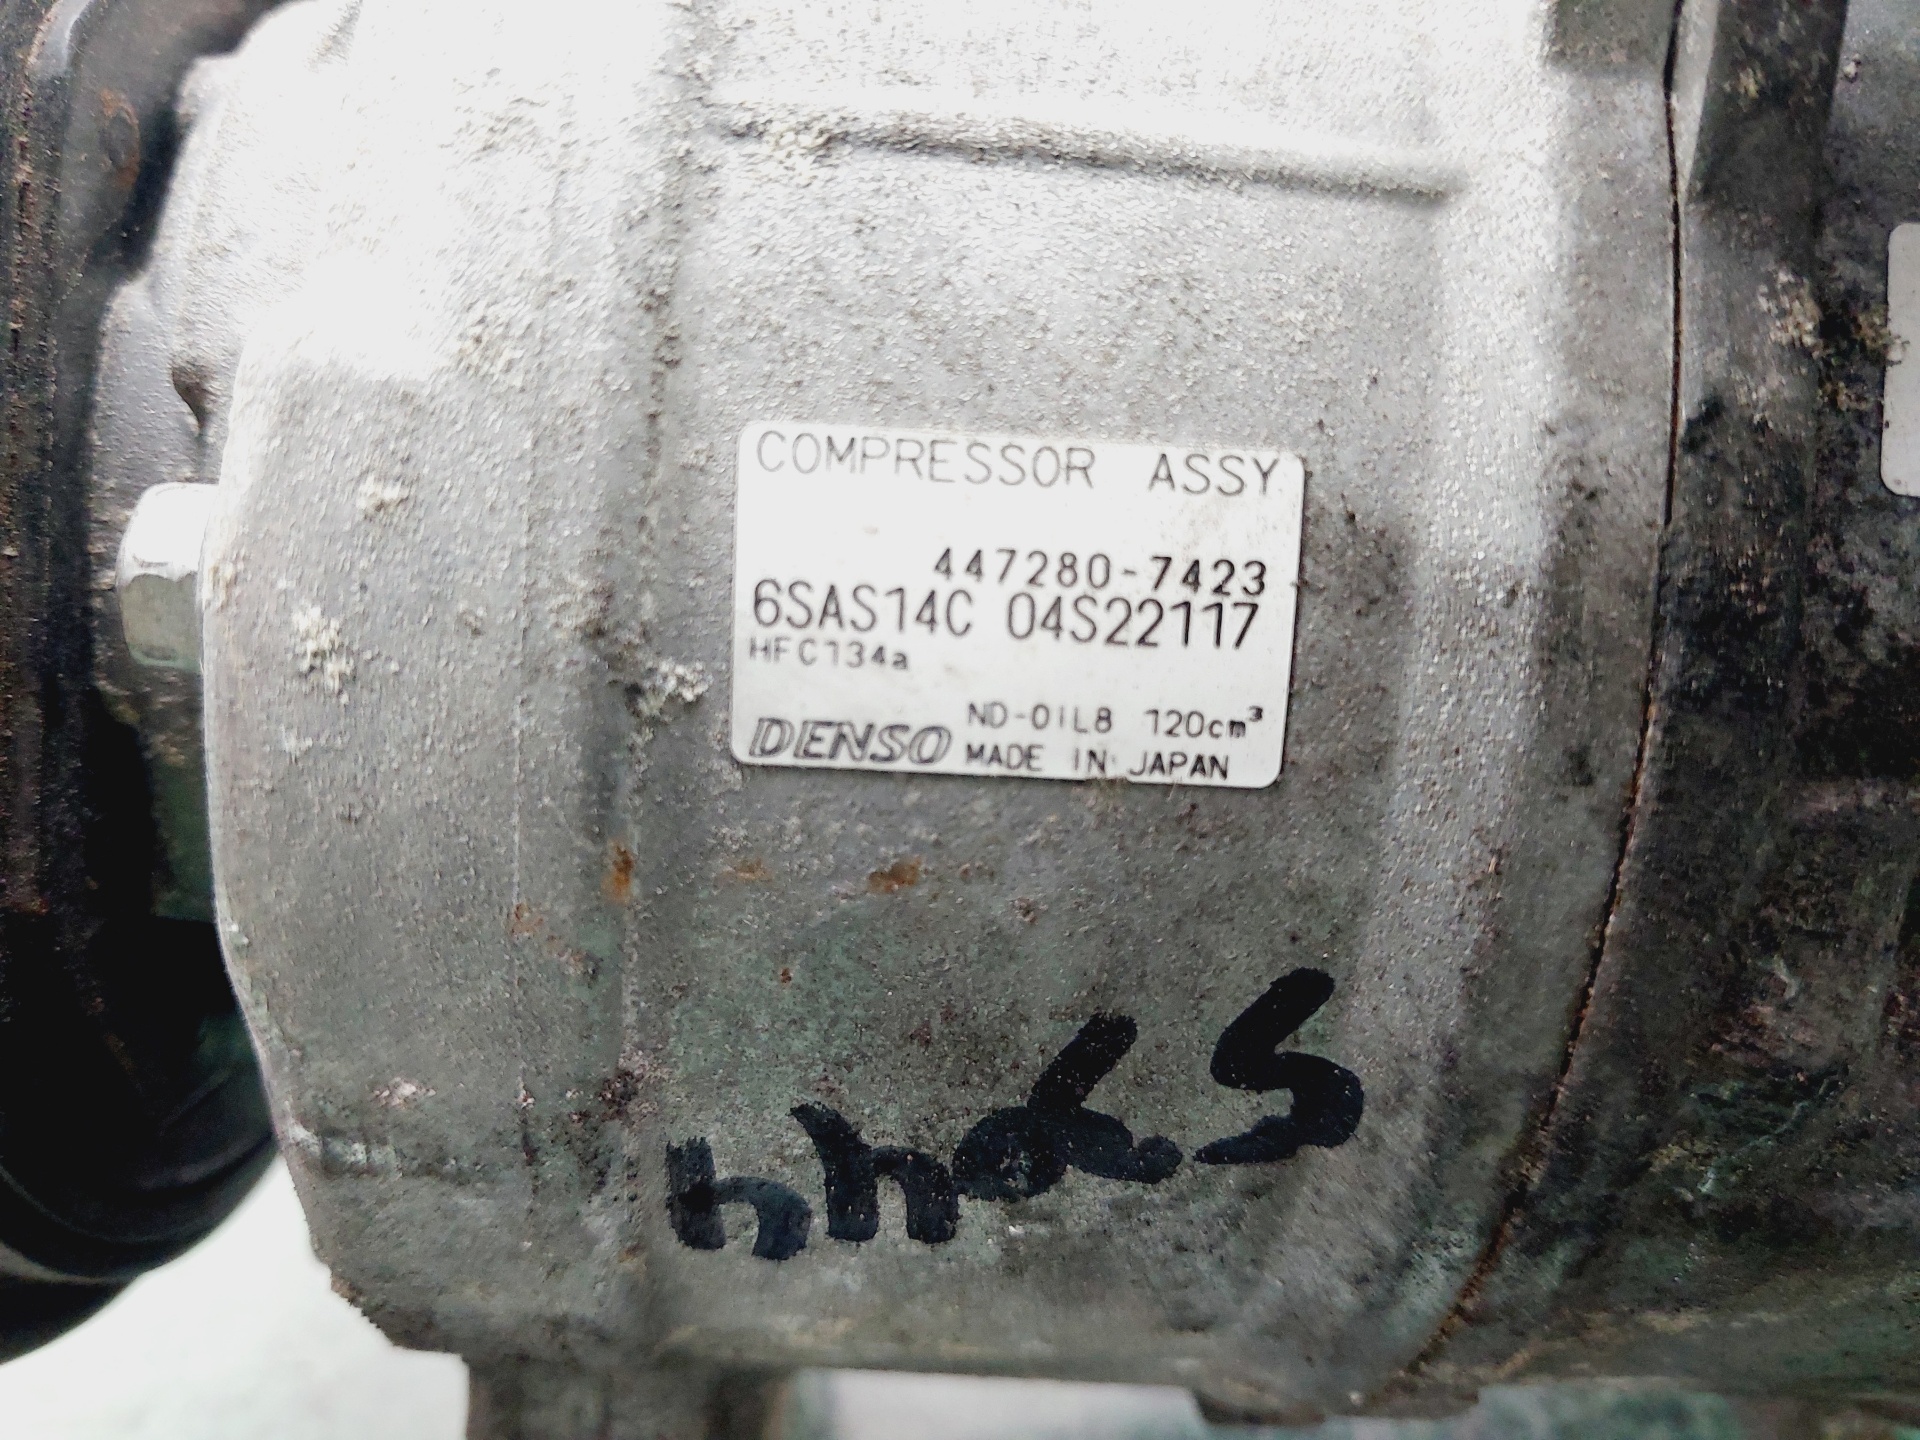 COMPRESSOR ASSY
447280-7423
6SAS14C 04S22117
HFC134a
ND-OIL8 120cm³
DENSO MADE IN JAPAN